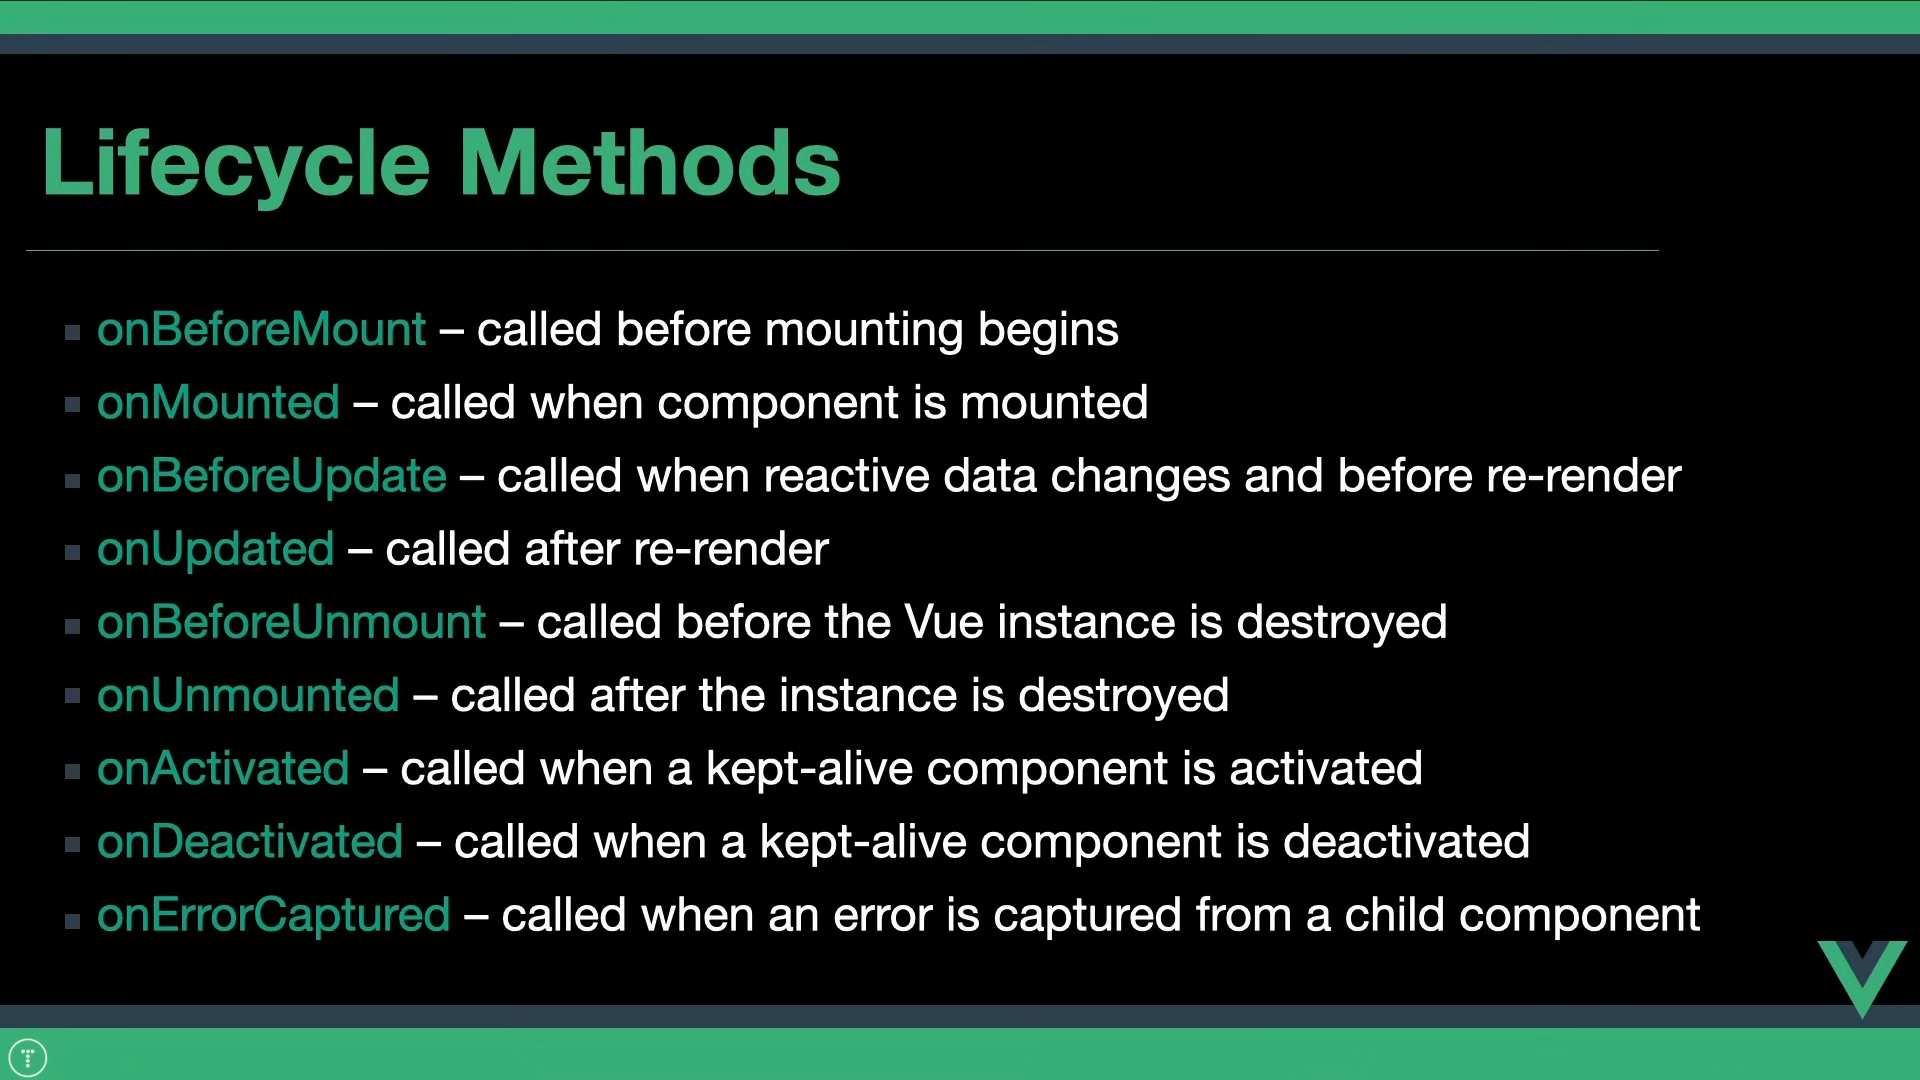 Lifecycle Methods
onBeforeMount – called before mounting begins
onMounted – called when component is mounted
onBeforeUpdate – called when reactive data changes and before re-render
onUpdated – called after re-render
onBeforeUnmount – called before the Vue instance is destroyed
onUnmounted – called after the instance is destroyed
onActivated – called when a kept-alive component is activated
onDeactivated – called when a kept-alive component is deactivated
onErrorCaptured – called when an error is captured from a child component